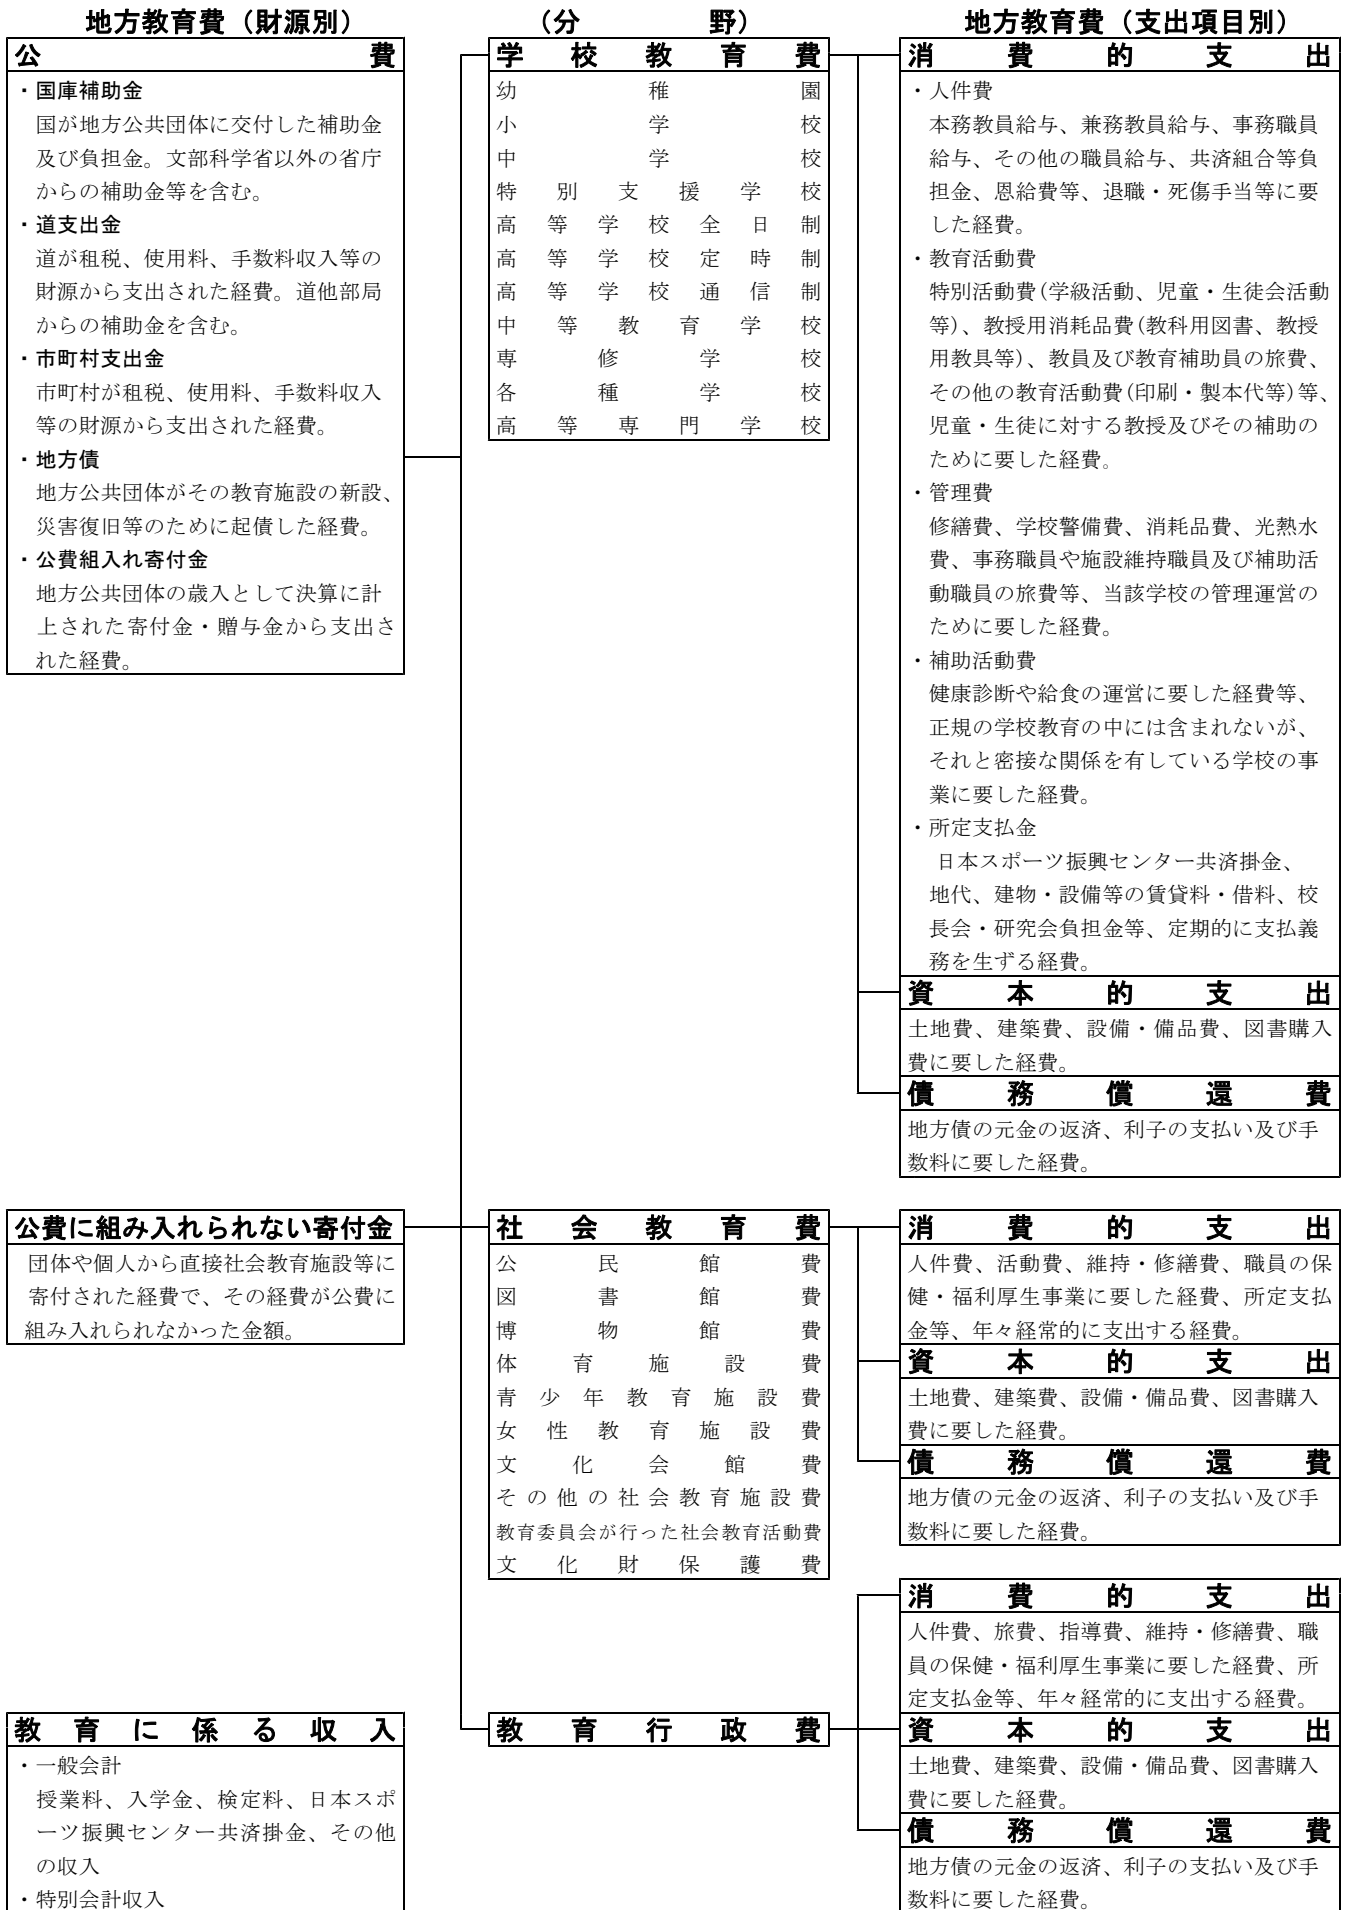 地方教育費（財源別）
公費
・国庫補助金
国が地方公共団体に交付した補助金
及び負担金。文部科学省以外の省庁
からの補助金等を含む。
・道支出金
道が租税、使用料、手数料収入等の
財源から支出された経費。道他部局
からの補助金を含む。
・市町村支出金
市町村が租税、使用料、手数料収入
等の財源から支出された経費。
・地方債
地方公共団体がその教育施設の新設、
災害復旧等のために起債した経費。
・公費組入れ寄付金
地方公共団体の歳入として決算に計
上された寄付金・贈与金から支出さ
れた経費。
公費に組み入れられない寄付金
団体や個人から直接社会教育施設等に
寄付された経費で、その経費が公費に
組み入れられなかった金額。
教育に係る収入
・一般会計
授業料、入学金、検定料、日本スポ
ーツ振興センター共済掛金、その他
の収入
・特別会計収入
（分野）
学校教育費
幼稚園
小学校
中学校
特別支援学校
高等学校全日制
高等学校定時制
高等学校通信制
中等教育学校
専修学校
各種学校
高等専門学校
社会教育費
公民館費
図書館費
博物館費
体育施設費
青少年教育施設費
女性教育施設費
文化会館費
その他の社会教育施設費
教育委員会が行った社会教育活動費
文化財保護費
教育行政費
地方教育費（支出項目別）
消費的支出
・人件費
本務教員給与、兼務教員給与、事務職員
給与、その他の職員給与、共済組合等負
担金、恩給費等、退職・死傷手当等に要
した経費。
・教育活動費
特別活動費(学級活動、児童・生徒会活動
等)、教授用消耗品費(教科用図書、教授
用教具等)、教員及び教育補助員の旅費、
その他の教育活動費(印刷・製本代等)等、
児童・生徒に対する教授及びその補助の
ために要した経費。
・管理費
修繕費、学校警備費、消耗品費、光熱水
費、事務職員や施設維持職員及び補助活
動職員の旅費等、当該学校の管理運営の
ために要した経費。
・補助活動費
健康診断や給食の運営に要した経費等、
正規の学校教育の中には含まれないが、
それと密接な関係を有している学校の事
業に要した経費。
・所定支払金
日本スポーツ振興センター共済掛金、
地代、建物・設備等の賃貸料・借料、校
長会・研究会負担金等、定期的に支払義
務を生ずる経費。
資本的支出
土地費、建築費、設備・備品費、図書購入
費に要した経費。
債務償還費
地方債の元金の返済、利子の支払い及び手
数料に要した経費。
消費的支出
人件費、活動費、維持・修繕費、職員の保
健・福利厚生事業に要した経費、所定支払
金等、年々経常的に支出する経費。
資本的支出
土地費、建築費、設備・備品費、図書購入
費に要した経費。
債務償還費
地方債の元金の返済、利子の支払い及び手
数料に要した経費。
消費的支出
人件費、旅費、指導費、維持・修繕費、職
員の保健・福利厚生事業に要した経費、所
定支払金等、年々経常的に支出する経費。
資本的支出
土地費、建築費、設備・備品費、図書購入
費に要した経費。
債務償還費
地方債の元金の返済、利子の支払い及び手
数料に要した経費。